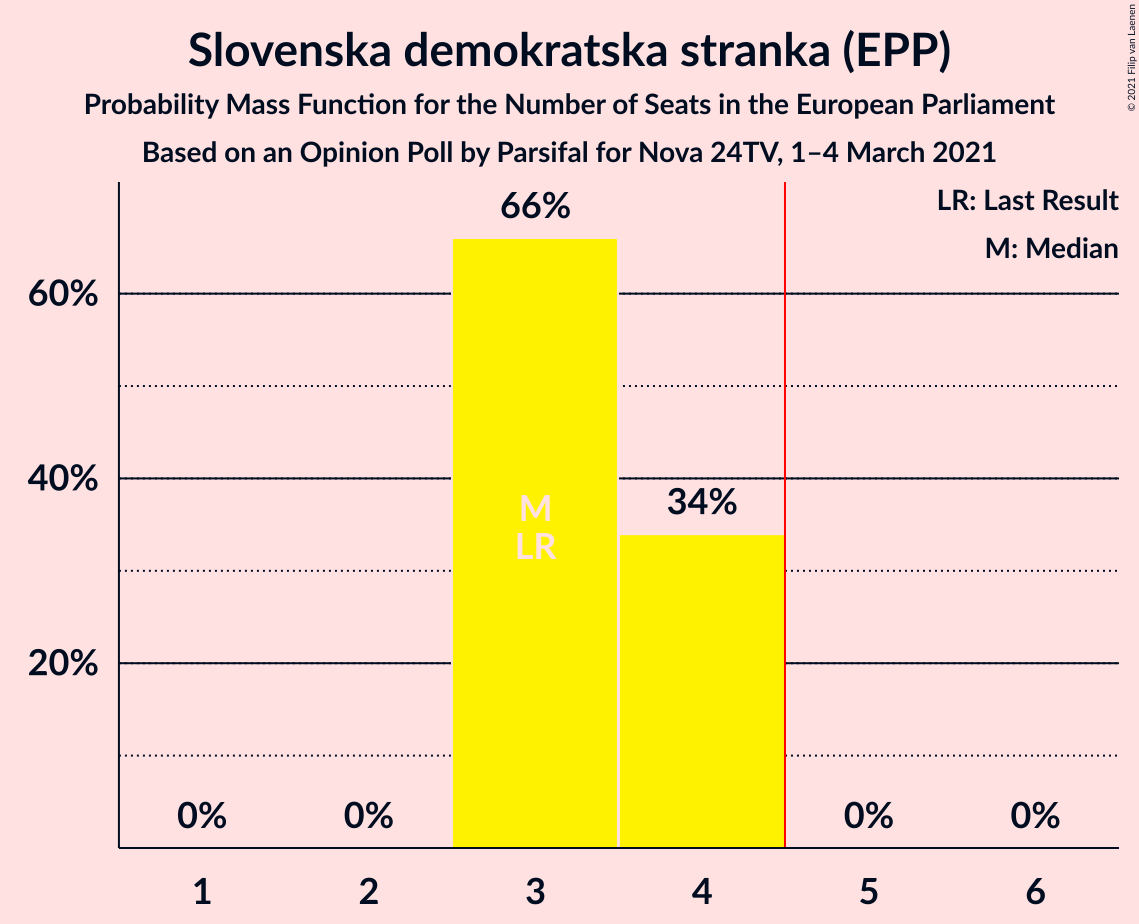 Slovenska demokratska stranka (EPP)
Probability Mass Function for the Number of Seats in the European Parliament
Based on an Opinion Poll by Parsifal for Nova 24TV, 1–4 March 2021
© 2021 Filip van Laenen
LR: Last Result
M: Median
66%
60%
40%
34%
M
LR
20%
0% 0% 0% 0%
1 2 3 4 5 6